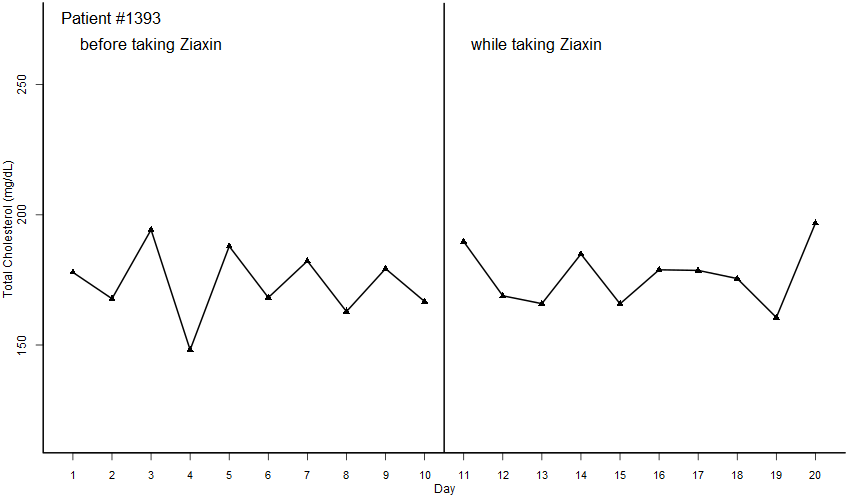 Patient #1393
before taking Ziaxin
while taking Ziaxin
Total Cholesterol (mg/dL)
250
200
150
1 2 3 4 5 6 7 8 9 10 11 12 13 14 15 16 17 18 19 20
Day